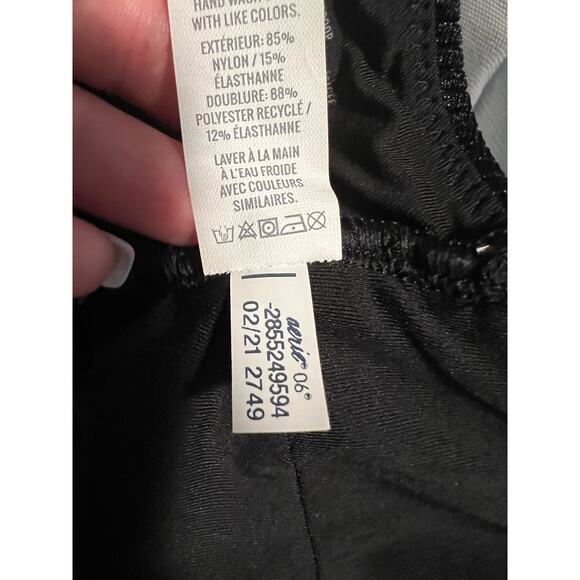 HAND WASH
WITH LIKE COLORS.
EXTÉRIEUR: 85%
NYLON / 15%
ÉLASTHANNE
DOUBLURE: 88%
POLYESTER RECYCLÉ /
12% ÉLASTHANNE
LAVER À LA MAIN
À L'EAU FROIDE
AVEC COULEURS
SIMILAIRES.
aerie® 06®
-2855249594
02/21 2749